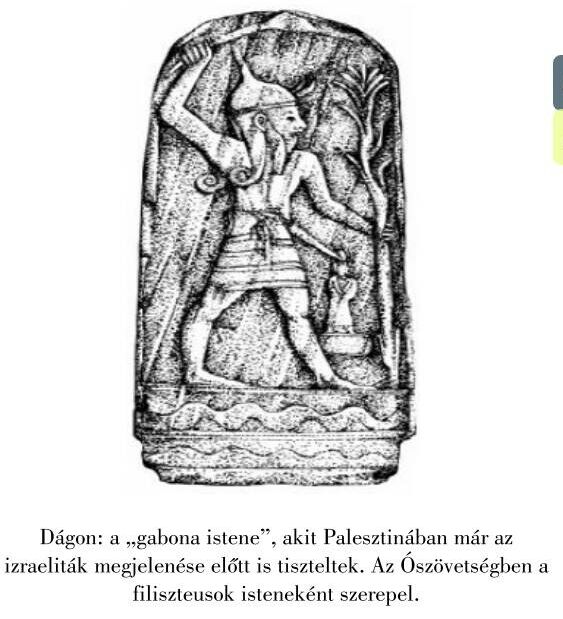 Dágon: a „gabona istene”, akit Palesztinában már az
izraeliták megjelenése előtt is tiszteltek. Az Ószövetségben a
filiszteusok isteneként szerepel.